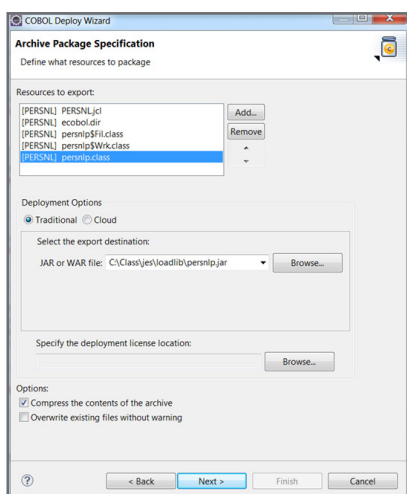 COBOL Deploy Wizard
Archive Package Specification
Define what resources to package
Resources to export:
[PERSNL] PERSNL.jcl
[PERSNL] ecobol.dir
[PERSNL] persnlp$Fil.class
[PERSNL] persnlp$Wrk.class
[PERSNL] persnlp.class
Add...
Remove
Deployment Options
Traditional Cloud
Select the export destination:
JAR or WAR file: C:\Class\jes\loadlib\persnlp.jar Browse...
Specify the deployment license location:
Browse...
Options:
Compress the contents of the archive
Overwrite existing files without warning
? < Back Next > Finish Cancel